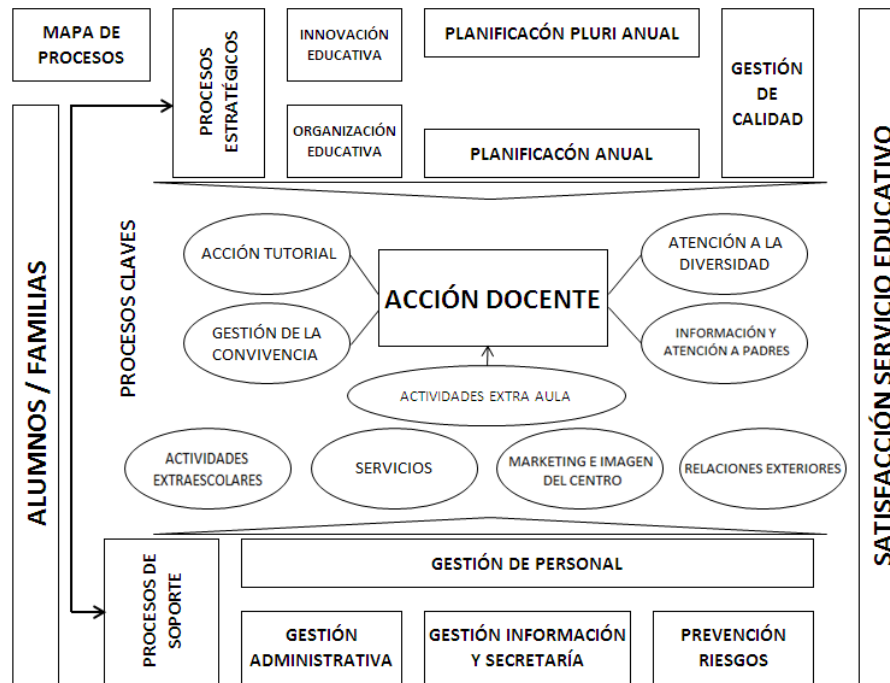 MAPA DE
PROCESOS
PROCESOS
ESTRATÉGICOS
INNOVACIÓN
EDUCATIVA
PLANIFICACÓN PLURI ANUAL
GESTIÓN
DE
CALIDAD
ORGANIZACIÓN
EDUCATIVA
PLANIFICACÓN ANUAL
ALUMNOS / FAMILIAS
PROCESOS CLAVES
ACCIÓN TUTORIAL
ATENCIÓN A LA
DIVERSIDAD
ACCIÓN DOCENTE
GESTIÓN DE LA
CONVIVENCIA
INFORMACIÓN Y
ATENCIÓN A PADRES
ACTIVIDADES EXTRA AULA
ACTIVIDADES
EXTRAESCOLARES
SERVICIOS
MARKETING E IMAGEN
DEL CENTRO
RELACIONES EXTERIORES
SATISFACCIÓN SERVICIO EDUCATIVO
PROCESOS DE
SOPORTE
GESTIÓN DE PERSONAL
GESTIÓN
ADMINISTRATIVA
GESTIÓN INFORMACIÓN
Y SECRETARÍA
PREVENCIÓN
RIESGOS